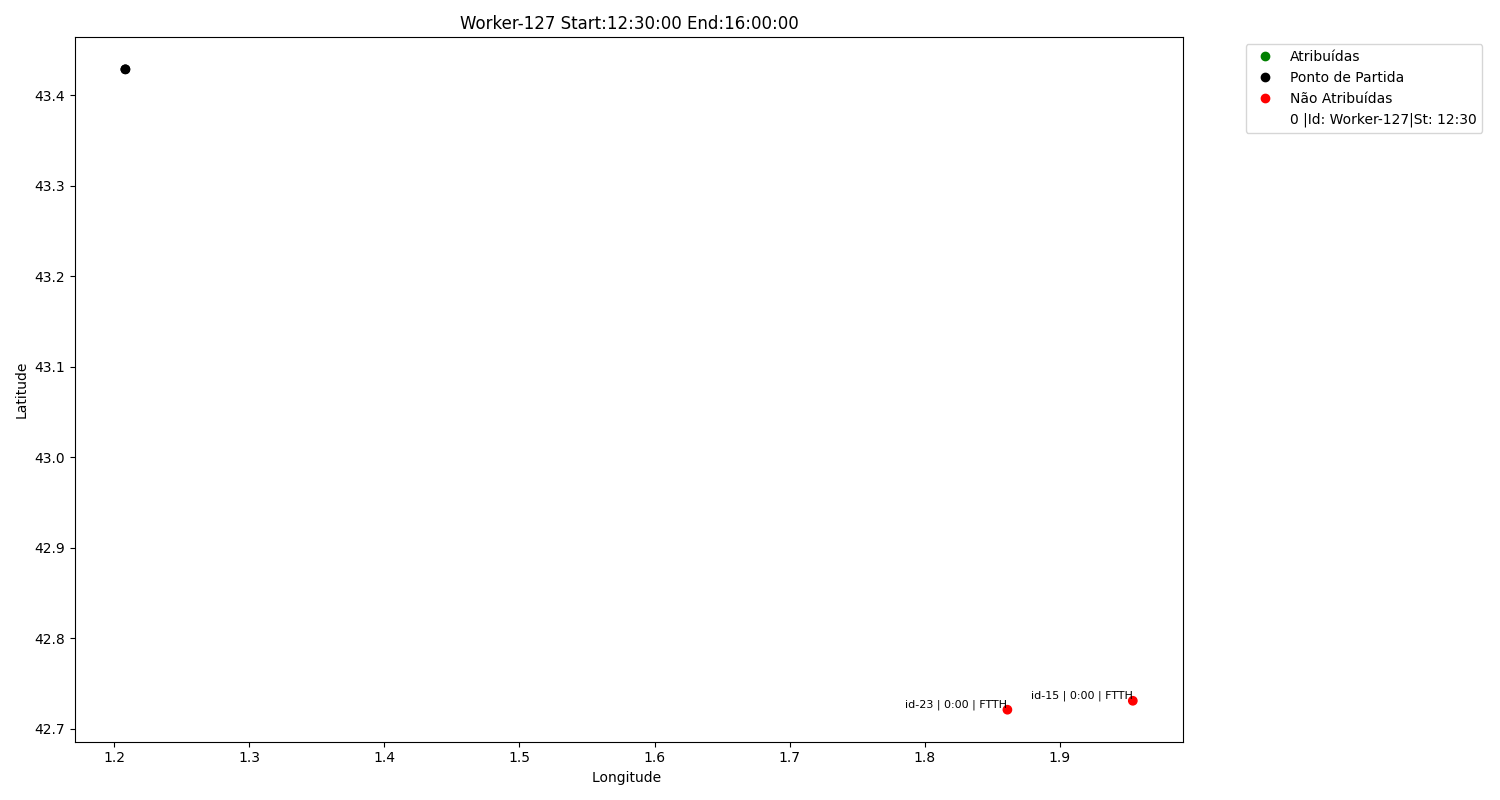 Worker-127 Start:12:30:00 End:16:00:00
Atribuídas
Ponto de Partida
Não Atribuídas
0 |Id: Worker-127|St: 12:30
43.4
43.3
43.2
43.1
43.0
42.9
42.8
42.7
Latitude
id-23 | 0:00 | FTTH
id-15 | 0:00 | FTTH
1.2 1.3 1.4 1.5 1.6 1.7 1.8 1.9
Longitude